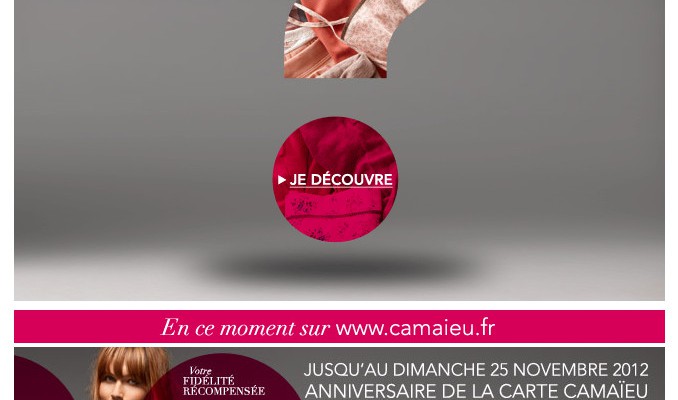 JE DÉCOUVRE
En ce moment sur www.camaieu.fr
Votre
FIDÉLITÉ
RÉCOMPENSÉE
JUSQU'AU DIMANCHE 25 NOVEMBRE 2012
ANNIVERSAIRE DE LA CARTE CAMAÏEU